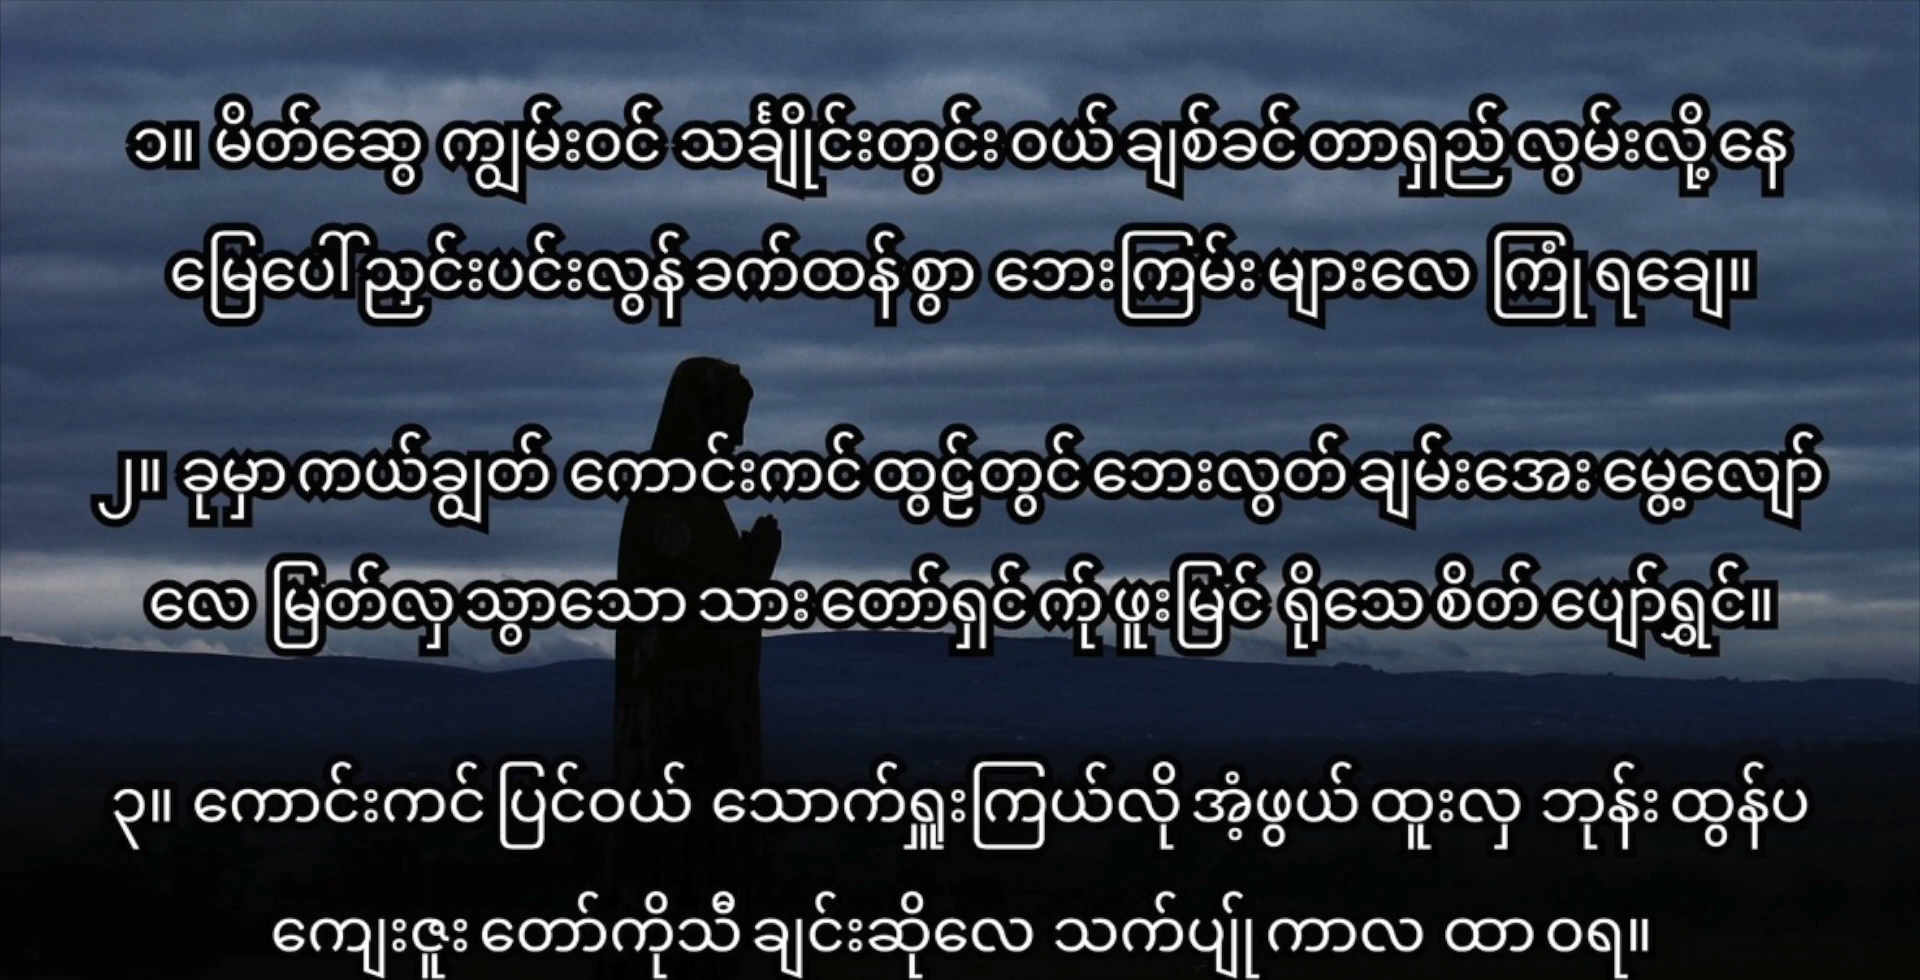 ၁။ မိတ်ဆွေ ကျွမ်းဝင် သင်္ချိုင်းတွင်းဝယ် ချစ်ခင်တာရှည် လွမ်းလို့နေ
မြေပေါ် ညှင်းပင်းလွန် ခက်ထန်စွာ ဘေးကြမ်းများလေ ကြုံရချေ။
၂။ ခုမှာ ကယ်ချွတ် ကောင်းကင်ထွဋ်တွင် ဘေးလွတ် ချမ်းအေး မွေ့လျော်
လေ မြတ်လှသွာသော သားတော်ရှင်ကို ဖူးမြင် ရိုသေစိတ် ပျော်ရွှင်။
၃။ ကောင်းကင်ပြင်ဝယ် သောက်ရှူးကြယ်လို အံ့ဖွယ်ထူးလှ ဘုန်းထွန်ပ
ကျေးဇူးတော်ကိုသီ ချင်းဆိုလေ သက်ပျို ကာလ ထာဝရ။